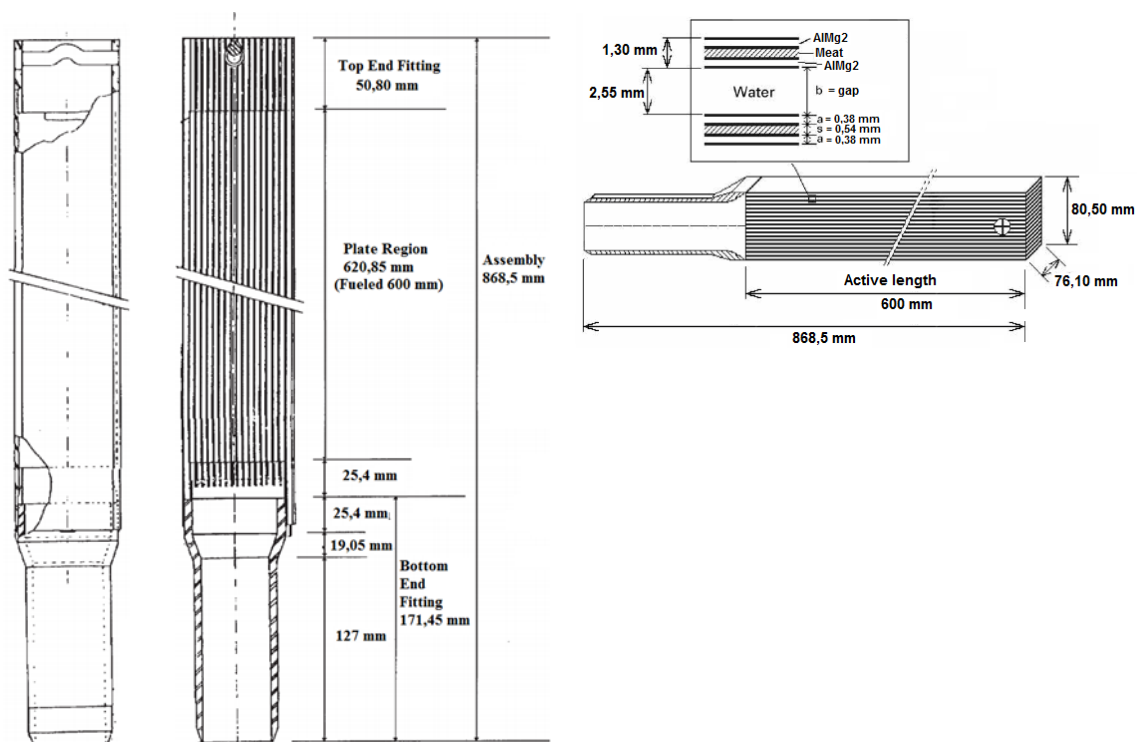 Top End Fitting
50,80 mm
Plate Region
620,85 mm
(Fueled 600 mm)
Assembly
868,5 mm
25,4 mm
25,4 mm
19,05 mm
Bottom
End
Fitting
171,45 mm
127 mm
1,30 mm
AlMg2
Meat
AlMg2
2,55 mm
Water
b = gap
a = 0,38 mm
s = 0,54 mm
a = 0,38 mm
80,50 mm
Active length
600 mm
76,10 mm
868,5 mm